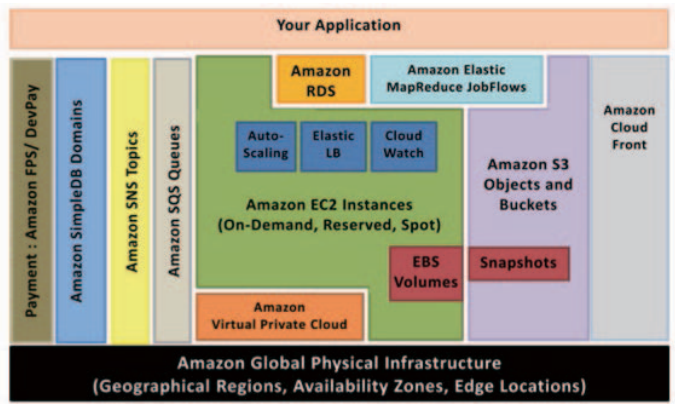 Your Application
Payment : Amazon FPS/ DevPay
Amazon SimpleDB Domains
Amazon SNS Topics
Amazon SQS Queues
Amazon
RDS
Amazon Elastic
MapReduce JobFlows
Auto-
Scaling
Elastic
LB
Cloud
Watch
Amazon EC2 Instances
(On-Demand, Reserved, Spot)
EBS
Volumes
Snapshots
Amazon S3
Objects and
Buckets
Amazon
Cloud
Front
Amazon
Virtual Private Cloud
Amazon Global Physical Infrastructure
(Geographical Regions, Availability Zones, Edge Locations)